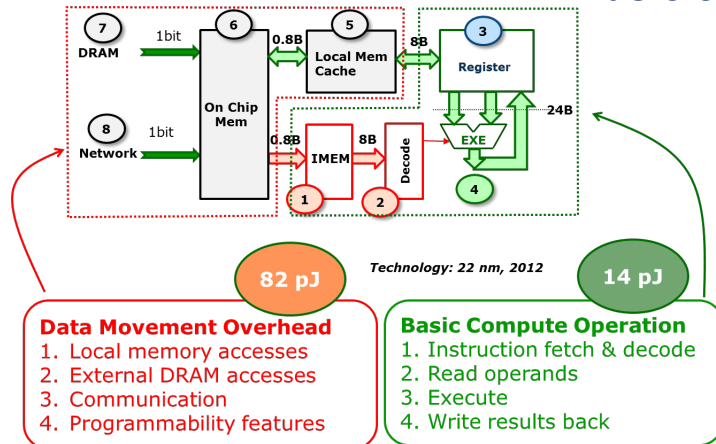 7
DRAM
1bit
6
On Chip
Mem
0.8B
5
Local Mem
Cache
8B
3
Register
24B
8
Network
1bit
0.8B
IMEM
1
8B
Decode
2
EXE
4
82 pJ
Technology: 22 nm, 2012
14 pJ
Data Movement Overhead
1. Local memory accesses
2. External DRAM accesses
3. Communication
4. Programmability features
Basic Compute Operation
1. Instruction fetch & decode
2. Read operands
3. Execute
4. Write results back